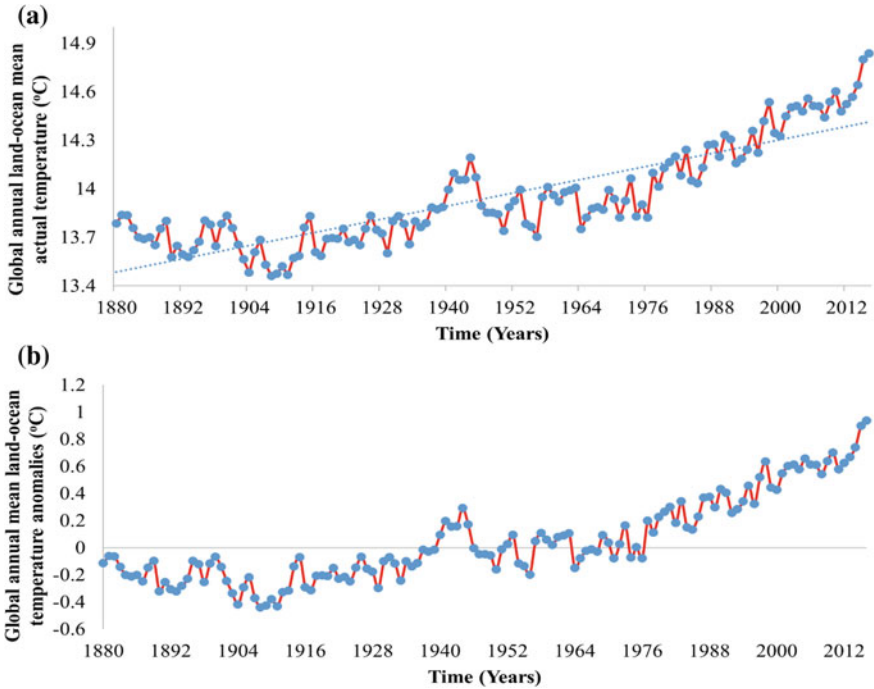 (a)
Global annual land-ocean mean
actual temperature (°C)
14.9
14.6
14.3
14
13.7
13.4
1880 1892 1904 1916 1928 1940 1952 1964 1976 1988 2000 2012
Time (Years)
(b)
Global annual mean land-ocean
temperature anomalies (°C)
1.2
1
0.8
0.6
0.4
0.2
0
-0.2
-0.4
-0.6
1880 1892 1904 1916 1928 1940 1952 1964 1976 1988 2000 2012
Time (Years)